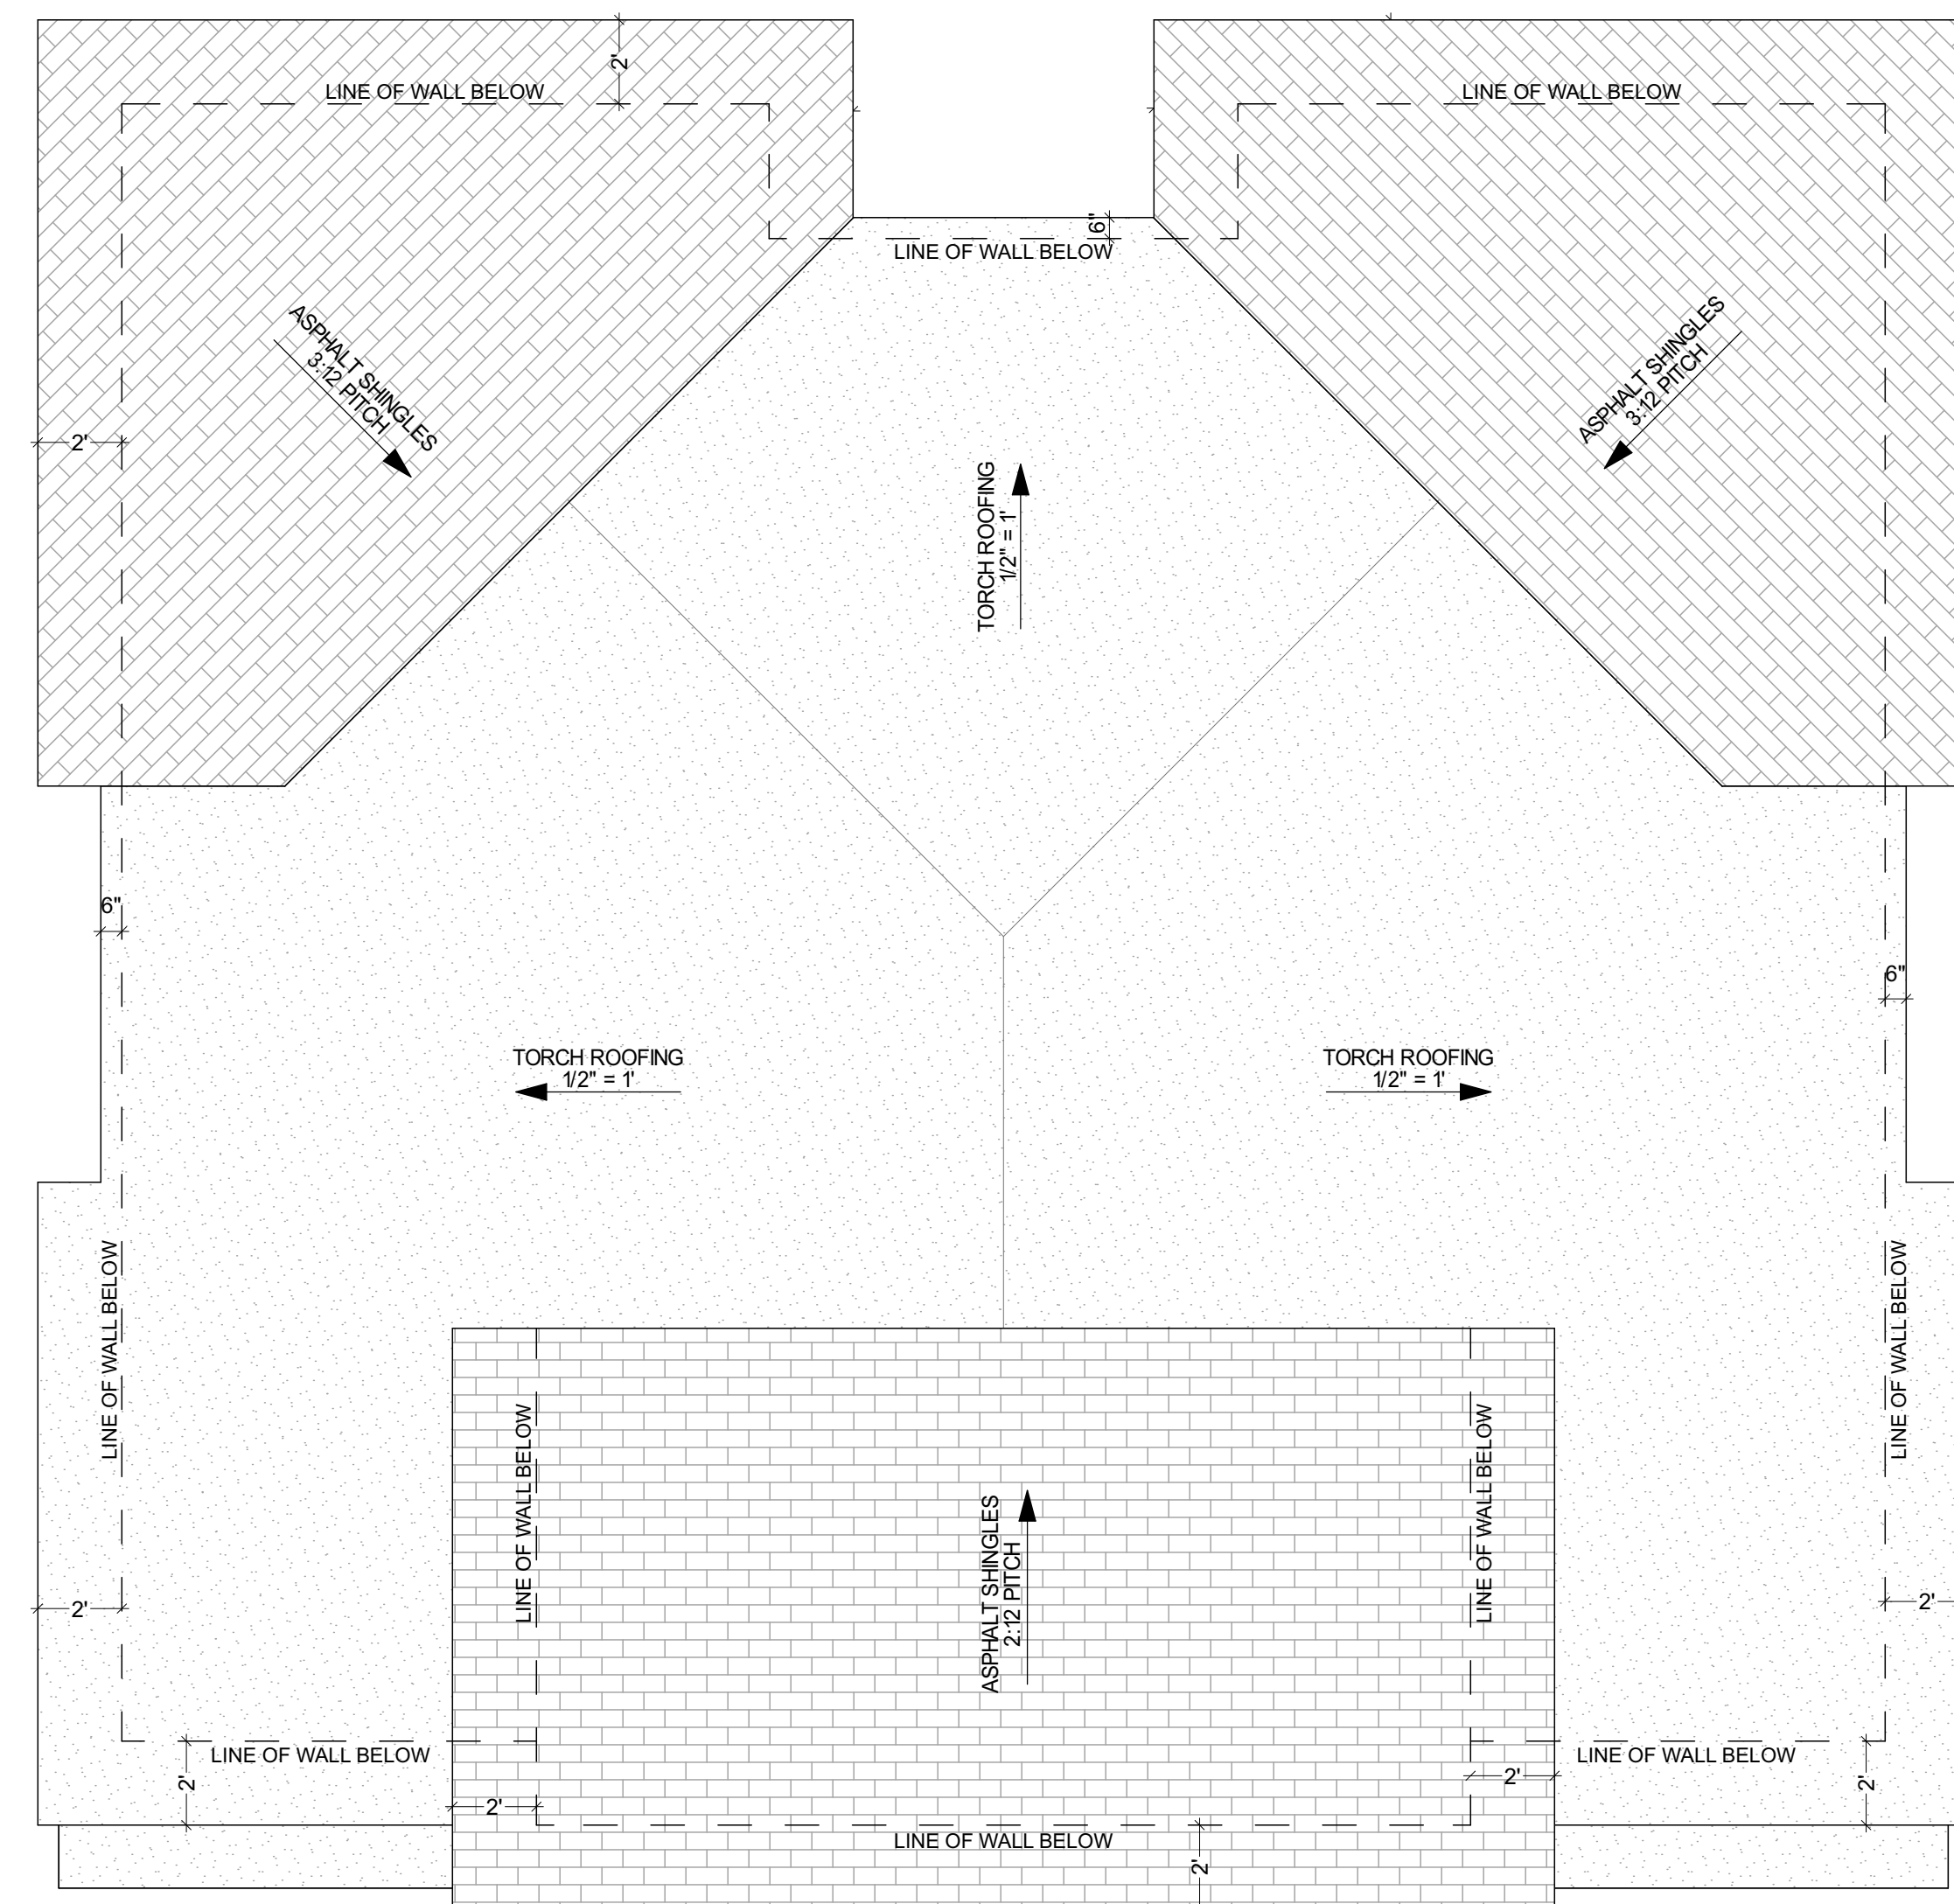 2'
LINE OF WALL BELOW
LINE OF WALL BELOW
6"
LINE OF WALL BELOW
ASPHALT SHINGLES
3:12 PITCH
ASPHALT SHINGLES
3:12 PITCH
2'
TORCH ROOFING
1/2" = 1'
6"
6"
TORCH ROOFING
1/2" = 1'
TORCH ROOFING
1/2" = 1'
LINE OF WALL BELOW
LINE OF WALL BELOW
LINE OF WALL BELOW
LINE OF WALL BELOW
ASPHALT SHINGLES
2:12 PITCH
2'
2'
LINE OF WALL BELOW
LINE OF WALL BELOW
2'
2'
2'
2'
LINE OF WALL BELOW
2'